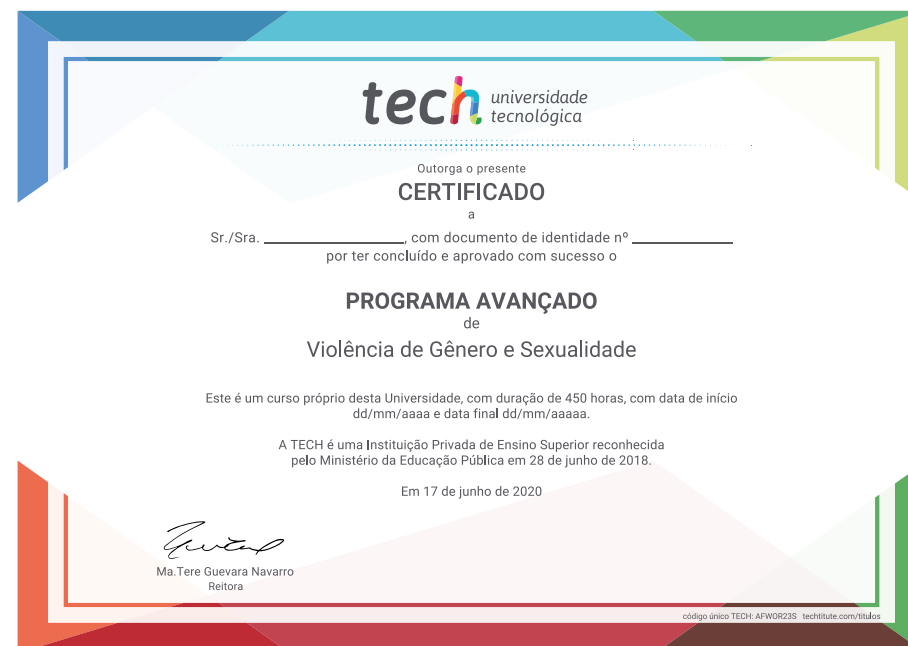 tech universidade
tecnológica
Outorga o presente
CERTIFICADO
a
Sr./Sra. ____________________, com documento de identidade nº ______________
por ter concluído e aprovado com sucesso o
PROGRAMA AVANÇADO
de
Violência de Gênero e Sexualidade
Este é um curso próprio desta Universidade, com duração de 450 horas, com data de início
dd/mm/aaaa e data final dd/mm/aaaaa.
A TECH é uma Instituição Privada de Ensino Superior reconhecida
pelo Ministério da Educação Pública em 28 de junho de 2018.
Em 17 de junho de 2020
Ma.Tere Guevara Navarro
Reitora
código único TECH: AFWOR23S techtitute.com/titulos